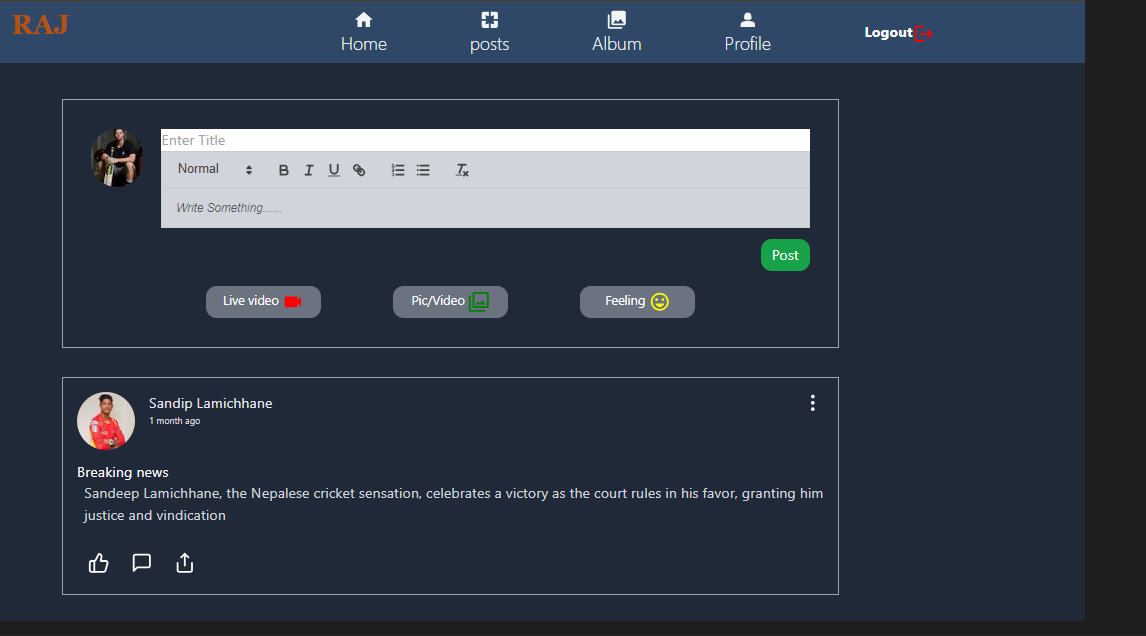 RAJ
Home posts Album Profile Logout
Enter Title
Normal B I U
Write Something......
Post
Live video Pic/Video Feeling
Sandip Lamichhane
1 month ago
Breaking news
Sandeep Lamichhane, the Nepalese cricket sensation, celebrates a victory as the court rules in his favor, granting him
justice and vindication